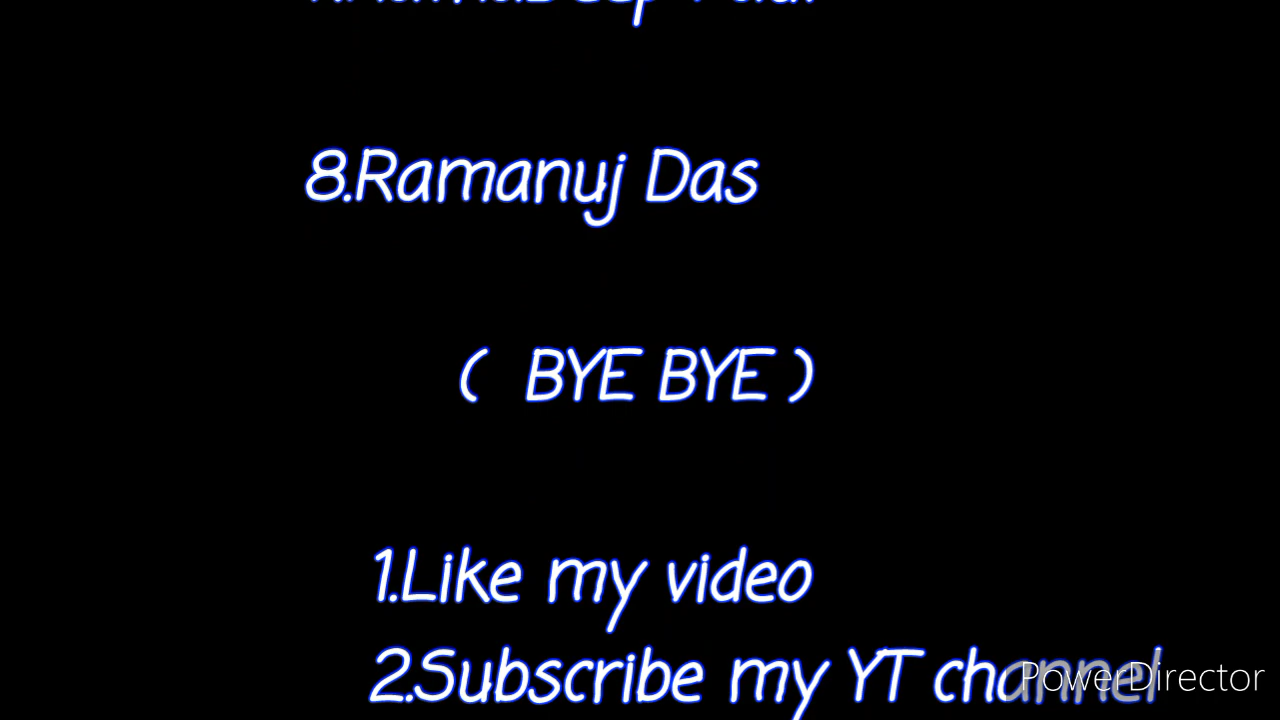 8.Ramanuj Das
( BYE BYE )
1.Like my video
2.Subscribe my YT channel
PowerDirector